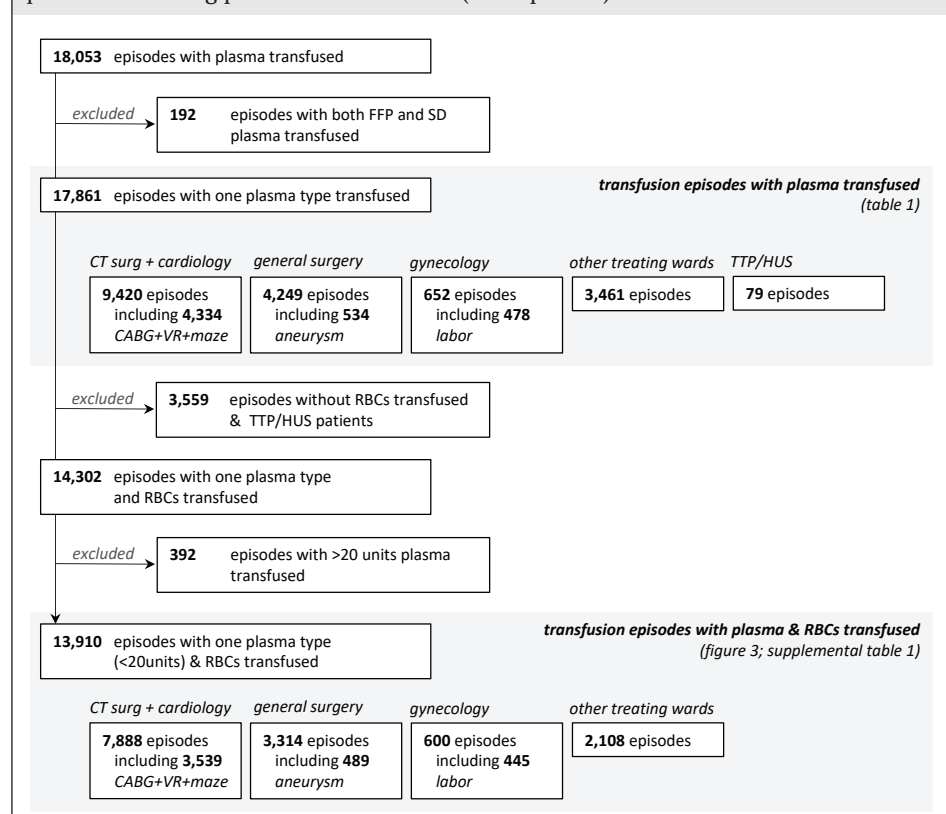 18,053 episodes with plasma transfused
excluded
192 episodes with both FFP and SD
plasma transfused
17,861 episodes with one plasma type transfused
transfusion episodes with plasma transfused
(table 1)
CT surg + cardiology
general surgery
gynecology
other treating wards
TTP/HUS
9,420 episodes
including 4,334
CABG+VR+maze
4,249 episodes
including 534
aneurysm
652 episodes
including 478
labor
3,461 episodes
79 episodes
excluded
3,559 episodes without RBCs transfused
& TTP/HUS patients
14,302 episodes with one plasma type
and RBCs transfused
excluded
392 episodes with >20 units plasma
transfused
13,910 episodes with one plasma type
(<20units) & RBCs transfused
transfusion episodes with plasma & RBCs transfused
(figure 3; supplemental table 1)
CT surg + cardiology
general surgery
gynecology
other treating wards
7,888 episodes
including 3,539
CABG+VR+maze
3,314 episodes
including 489
aneurysm
600 episodes
including 445
labor
2,108 episodes